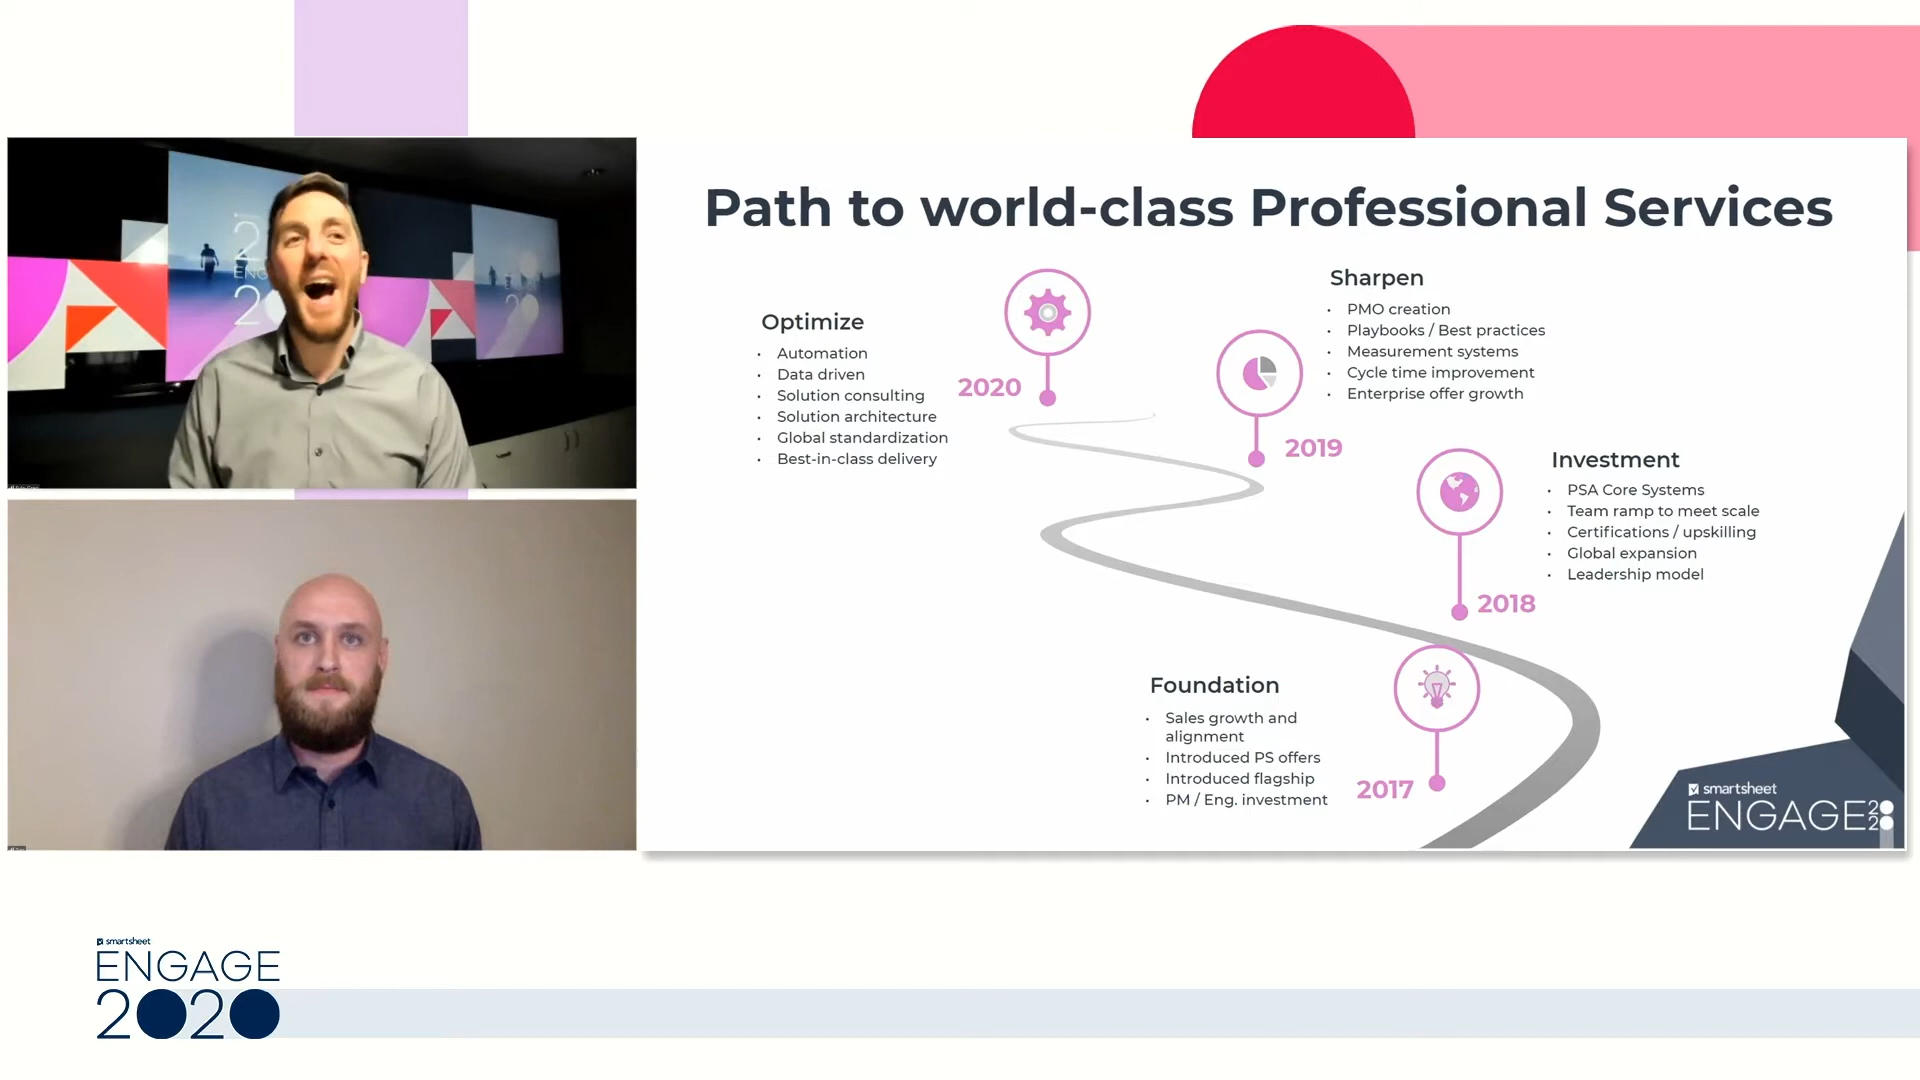 Path to world-class Professional Services
Optimize
• Automation
• Data driven
• Solution consulting
• Solution architecture
• Global standardization
• Best-in-class delivery
2020
Sharpen
• PMO creation
• Playbooks / Best practices
• Measurement systems
• Cycle time improvement
• Enterprise offer growth
2019
Investment
• PSA Core Systems
• Team ramp to meet scale
• Certifications / upskilling
• Global expansion
• Leadership model
2018
Foundation
• Sales growth and
alignment
• Introduced PS offers
• Introduced flagship
• PM / Eng. investment
2017
smartsheet
ENGAGE 2020
smartsheet
ENGAGE
2020